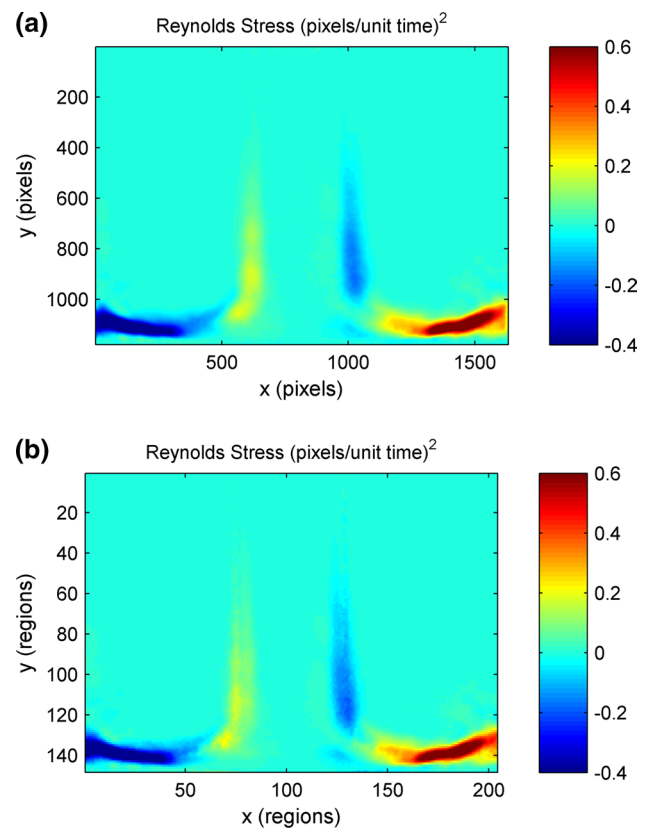 (a)
Reynolds Stress (pixels/unit time)²
200
400
600
800
1000
y (pixels)
500 1000 1500
x (pixels)
0.6
0.4
0.2
0
-0.2
-0.4
(b)
Reynolds Stress (pixels/unit time)²
20
40
60
80
100
120
140
y (regions)
50 100 150 200
x (regions)
0.6
0.4
0.2
0
-0.2
-0.4